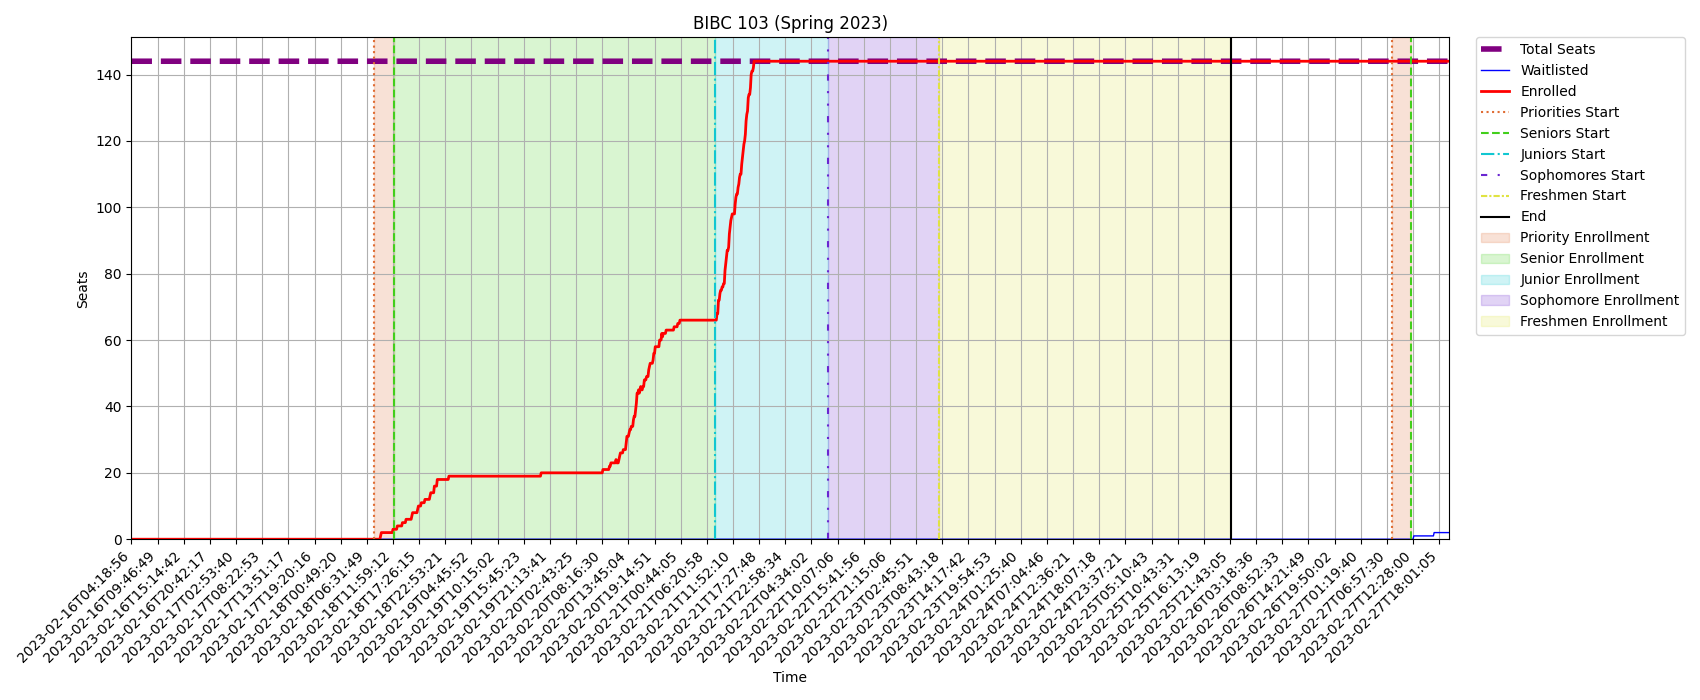 BIBC 103 (Spring 2023)
Seats
140
120
100
80
60
40
20
0
2023-02-16T04:18:56
2023-02-16T09:46:49
2023-02-16T15:14:42
2023-02-16T20:42:17
2023-02-17T02:53:40
2023-02-17T08:22:53
2023-02-17T13:51:17
2023-02-17T19:20:16
2023-02-18T00:49:20
2023-02-18T06:31:49
2023-02-18T11:59:12
2023-02-18T17:26:15
2023-02-18T22:53:21
2023-02-19T04:45:52
2023-02-19T10:15:02
2023-02-19T15:45:23
2023-02-19T21:13:41
2023-02-20T02:43:25
2023-02-20T08:16:30
2023-02-20T13:45:04
2023-02-20T19:14:51
2023-02-21T00:44:05
2023-02-21T06:20:58
2023-02-21T11:52:10
2023-02-21T17:27:48
2023-02-21T22:58:34
2023-02-22T04:34:02
2023-02-22T10:07:06
2023-02-22T15:41:56
2023-02-22T21:15:06
2023-02-23T02:45:51
2023-02-23T08:43:18
2023-02-23T14:17:42
2023-02-23T19:54:53
2023-02-24T01:25:40
2023-02-24T07:04:46
2023-02-24T12:36:21
2023-02-24T18:07:18
2023-02-24T23:37:21
2023-02-25T05:10:43
2023-02-25T10:43:31
2023-02-25T16:13:19
2023-02-25T21:43:05
2023-02-26T03:18:36
2023-02-26T08:52:33
2023-02-26T14:21:49
2023-02-26T19:50:02
2023-02-27T01:19:40
2023-02-27T06:57:30
2023-02-27T12:28:00
2023-02-27T18:01:05
Time
Total Seats
Waitlisted
Enrolled
Priorities Start
Seniors Start
Juniors Start
Sophomores Start
Freshmen Start
End
Priority Enrollment
Senior Enrollment
Junior Enrollment
Sophomore Enrollment
Freshmen Enrollment